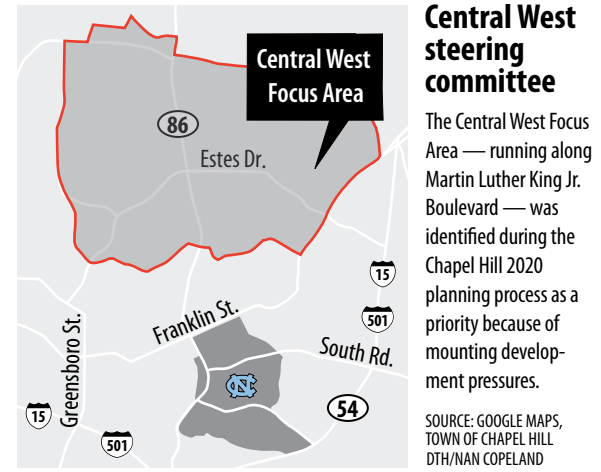 Central West
Focus Area
86
Estes Dr.
15
501
Franklin St.
South Rd.
Greensboro St.
NC
54
15
501
Central West
steering
committee
The Central West Focus
Area — running along
Martin Luther King Jr.
Boulevard — was
identified during the
Chapel Hill 2020
planning process as a
priority because of
mounting develop-
ment pressures.
SOURCE: GOOGLE MAPS,
TOWN OF CHAPEL HILL
DTH/NAN COPELAND